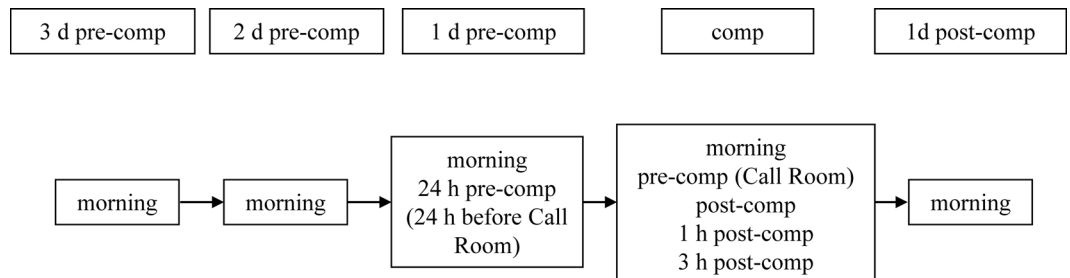 3 d pre-comp
2 d pre-comp
1 d pre-comp
comp
1d post-comp
morning
morning
morning
24 h pre-comp
(24 h before Call
Room)
morning
pre-comp (Call Room)
post-comp
1 h post-comp
3 h post-comp
morning